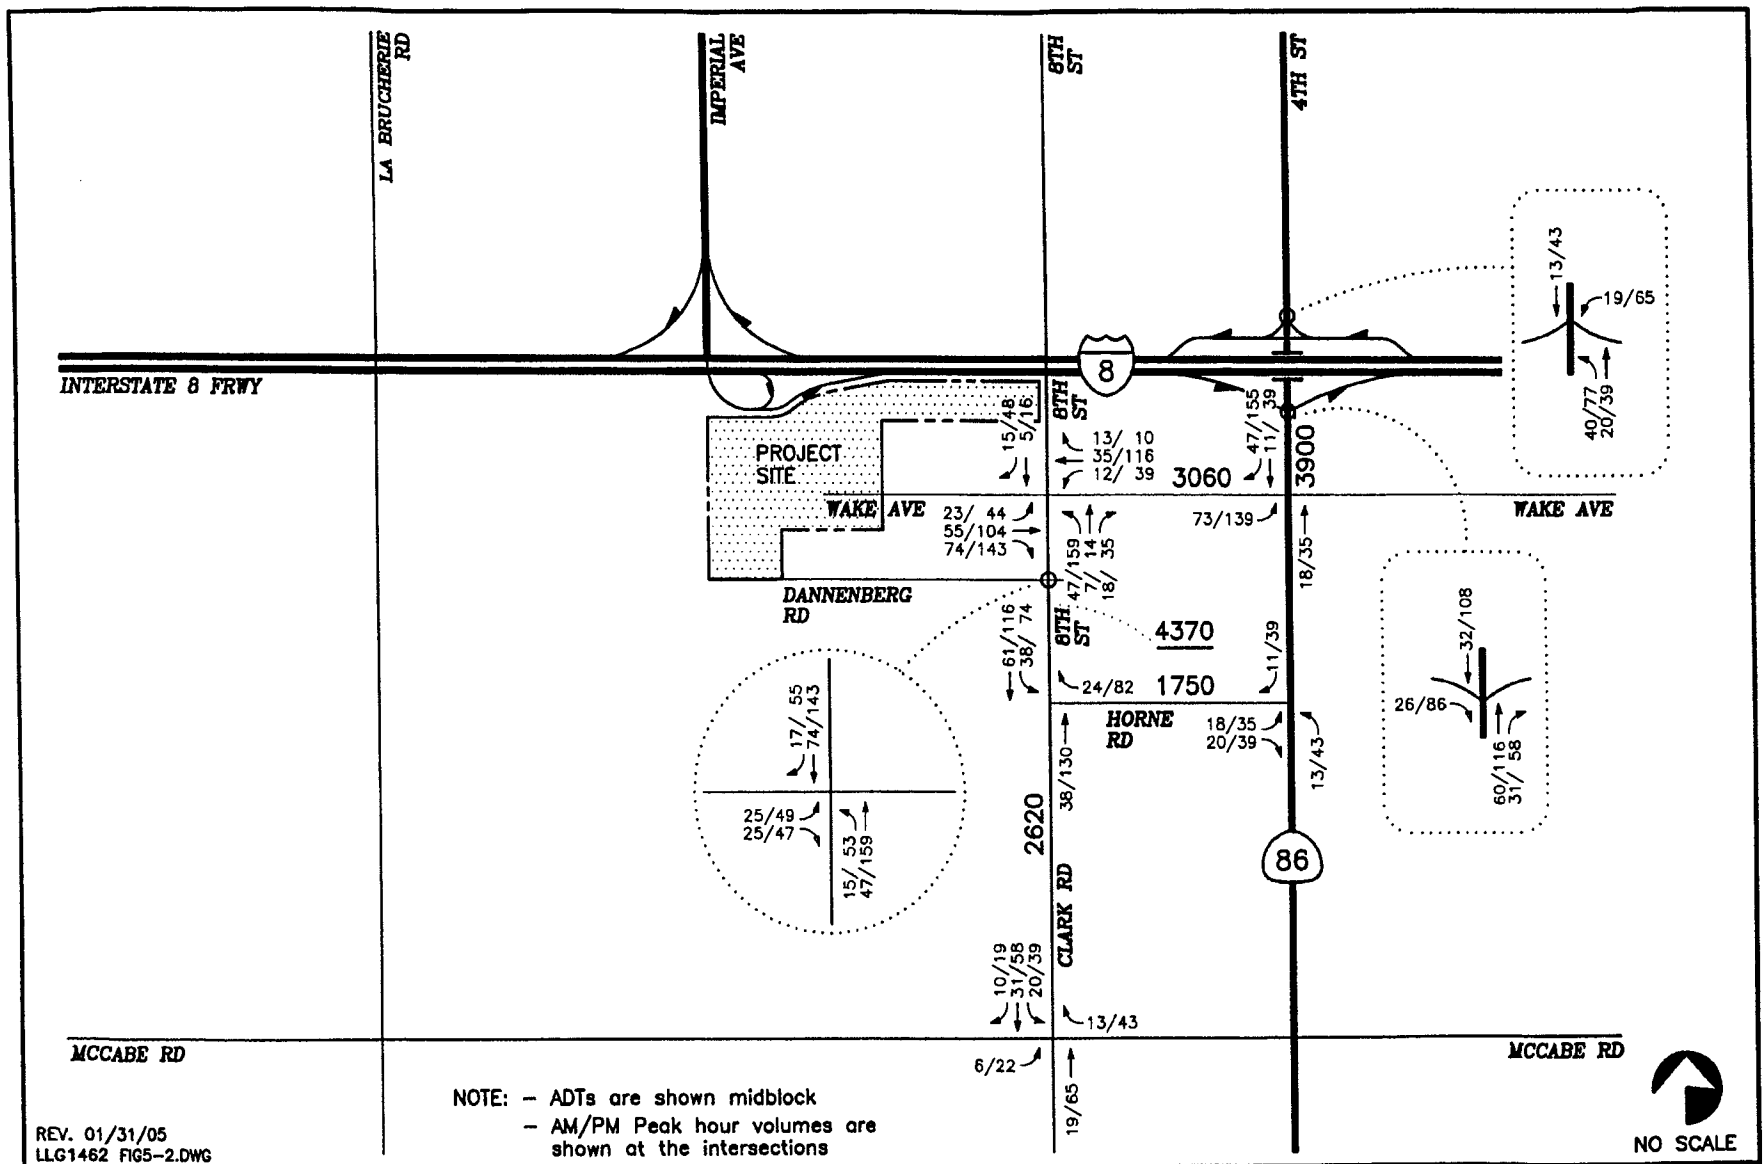 LA BRUCHERIE
RD
IMPERIAL
AVE
8TH
ST
4TH ST
INTERSTATE 8 FRWY
8
13/43
19/65
40/77
20/39
PROJECT
SITE
15/48
5/16
8TH
ST
13/ 10
35/116
12/ 39
3060
47/155
11/ 39
3900
WAKE AVE
WAKE AVE
23/ 44
55/104
74/143
47/159
7/ 14
18/ 35
73/139
18/35
DANNENBERG
RD
61/116
38/ 74
8TH
ST
4370
24/82
1750
11/39
HORNE
RD
18/35
20/39
13/43
32/108
26/86
60/116
31/ 58
17/ 55
74/143
25/49
25/47
15/ 53
47/159
2620
38/130
CLARK RD
86
10/19
31/58
20/39
13/43
MCCABE RD
MCCABE RD
6/22
19/65
NOTE: - ADTs are shown midblock
- AM/PM Peak hour volumes are
shown at the intersections
REV. 01/31/05
LLG1462 FIG5-2.DWG
NO SCALE